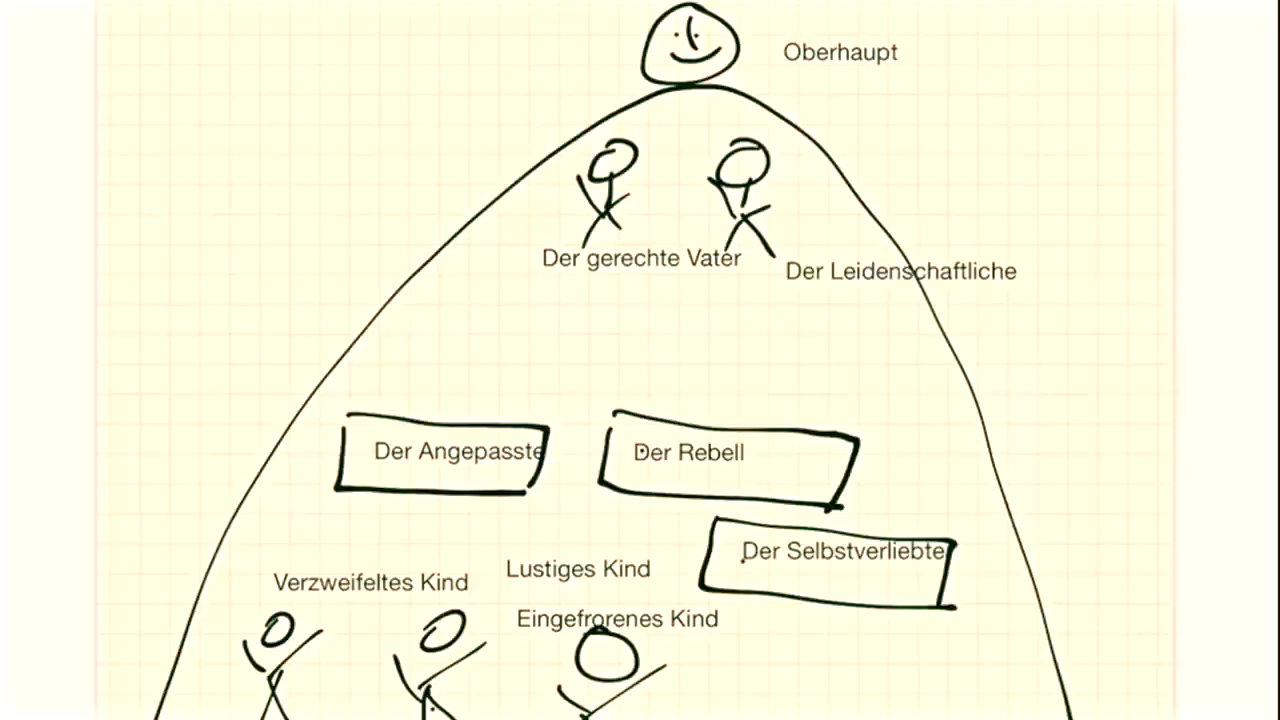 Oberhaupt
Der gerechte Vater
Der Leidenschaftliche
Der Angepasste
Der Rebell
Der Selbstverliebte
Lustiges Kind
Verzweifeltes Kind
Eingefrorenes Kind